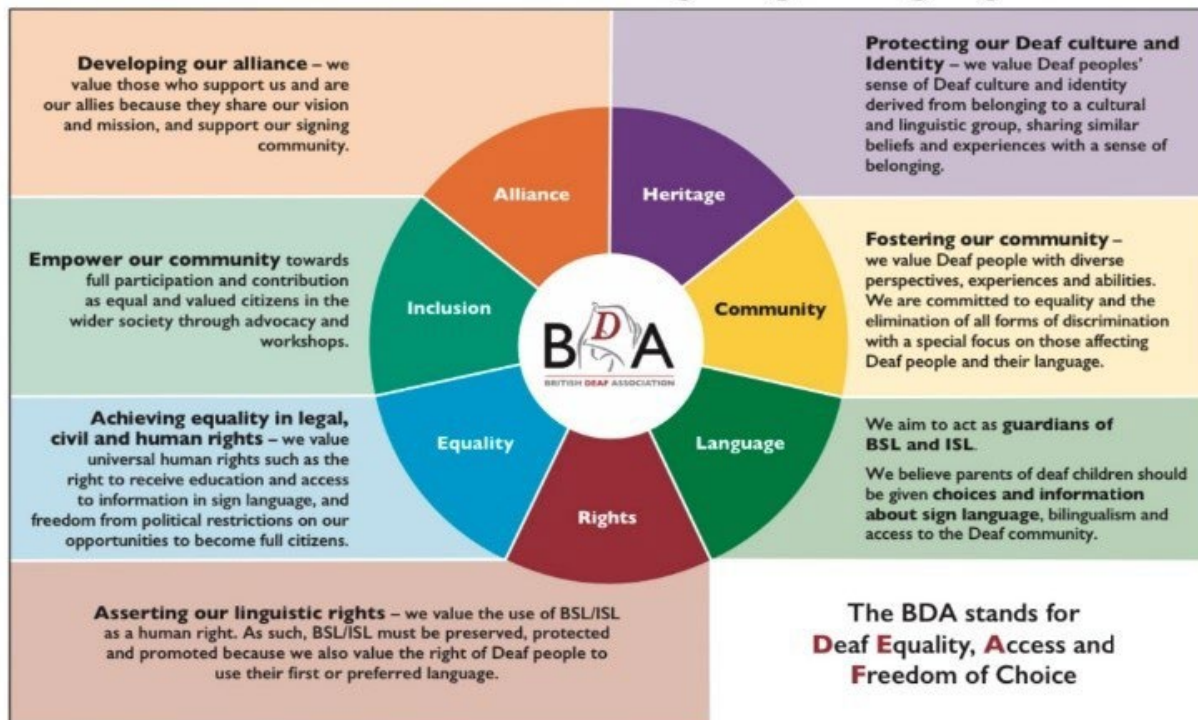 Developing our alliance – we
value those who support us and are
our allies because they share our vision
and mission, and support our signing
community.
Protecting our Deaf culture and
Identity – we value Deaf peoples'
sense of Deaf culture and identity
derived from belonging to a cultural
and linguistic group, sharing similar
beliefs and experiences with a sense of
belonging.
Alliance
Heritage
Empower our community towards
full participation and contribution
as equal and valued citizens in the
wider society through advocacy and
workshops.
Inclusion
Community
Fostering our community –
we value Deaf people with diverse
perspectives, experiences and abilities.
We are committed to equality and the
elimination of all forms of discrimination
with a special focus on those affecting
Deaf people and their language.
BDA
BRITISH DEAF ASSOCIATION
Achieving equality in legal,
civil and human rights – we value
universal human rights such as the
right to receive education and access
to information in sign language, and
freedom from political restrictions on our
opportunities to become full citizens.
Equality
Language
We aim to act as guardians of
BSL and ISL.
We believe parents of deaf children should
be given choices and information
about sign language, bilingualism and
access to the Deaf community.
Rights
Asserting our linguistic rights – we value the use of BSL/ISL
as a human right. As such, BSL/ISL must be preserved, protected
and promoted because we also value the right of Deaf people to
use their first or preferred language.
The BDA stands for
Deaf Equality, Access and
Freedom of Choice